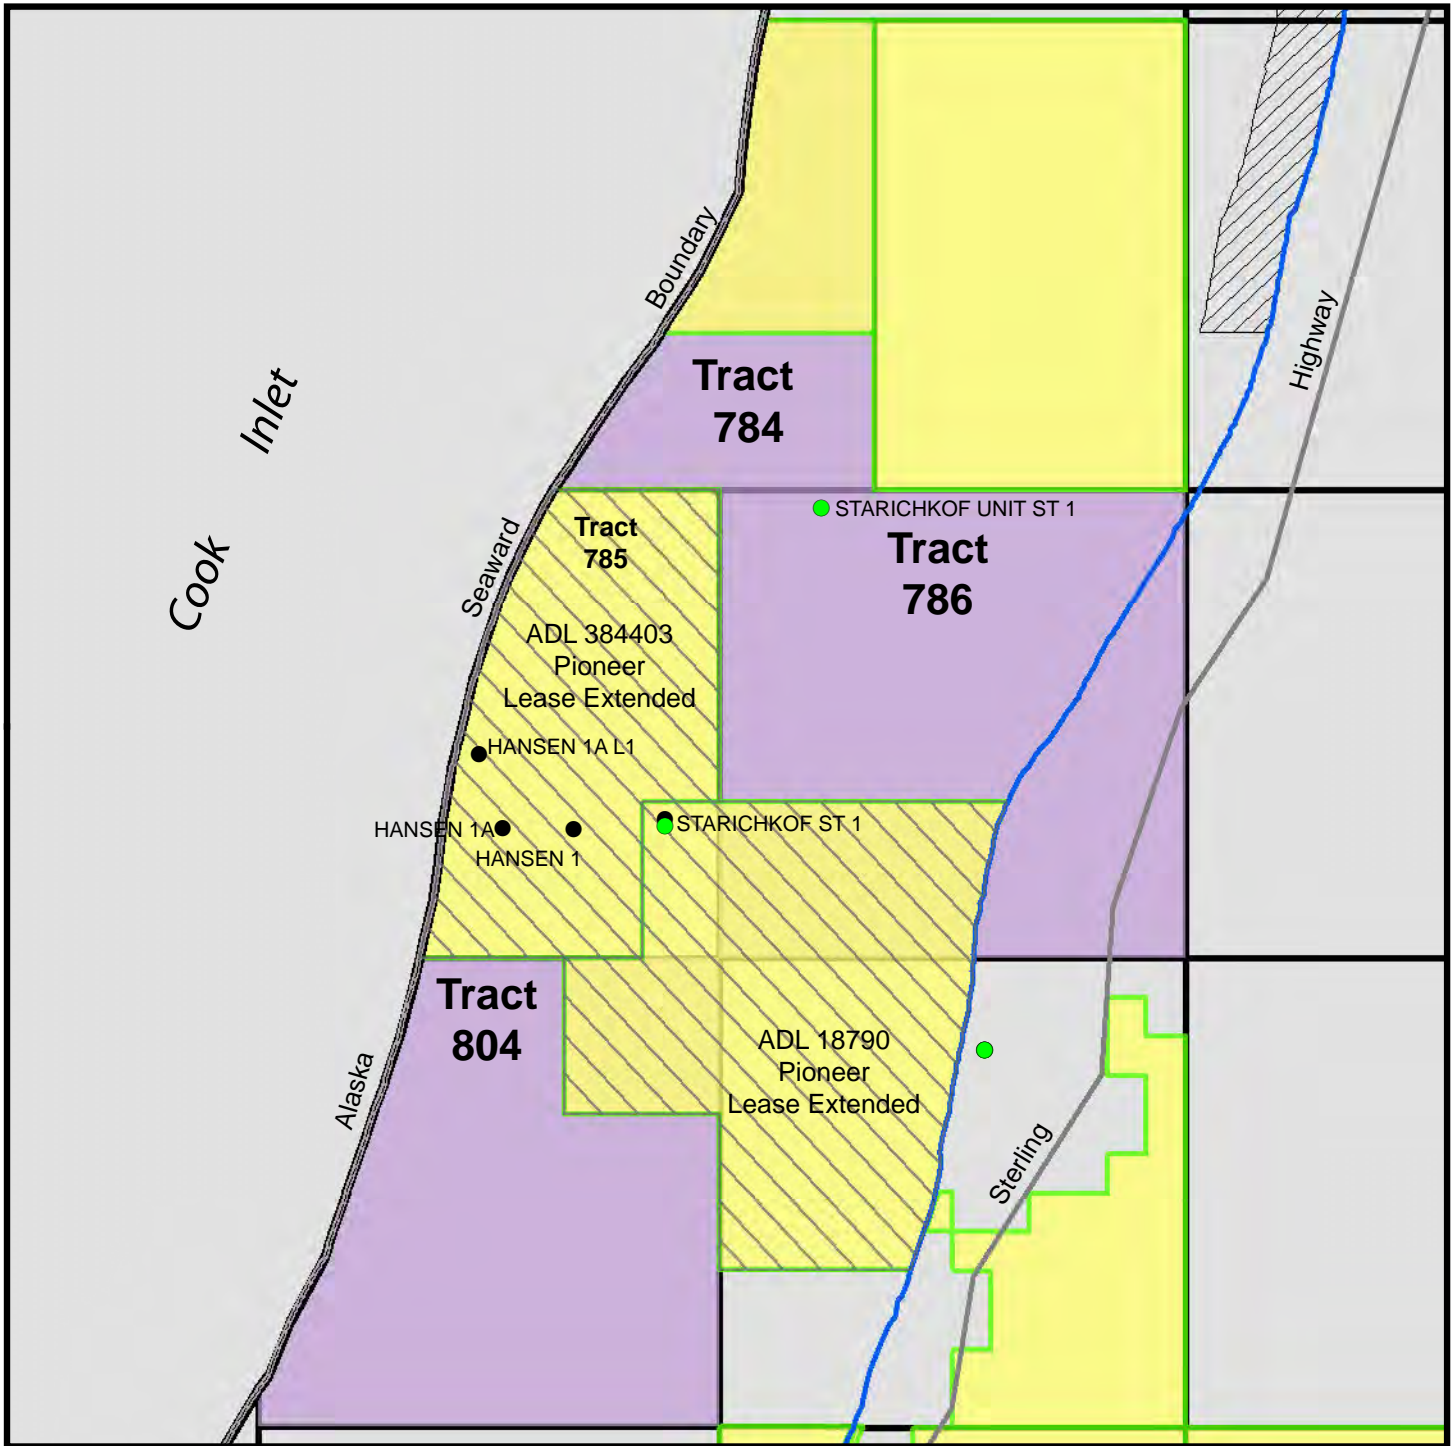 Boundary
Highway
Tract
784
Inlet
Cook
STARICHKOF UNIT ST 1
Tract
786
Tract
785
Seaward
ADL 384403
Pioneer
Lease Extended
HANSEN 1A L1
HANSEN 1A
HANSEN 1
STARICHKOF ST 1
Tract
804
ADL 18790
Pioneer
Lease Extended
Alaska
Sterling